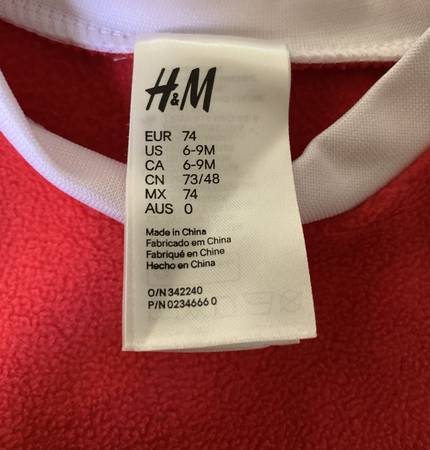 H&M
EUR 74
US 6-9M
CA 6-9M
CN 73/48
MX 74
AUS 0
Made in China
Fabricado em China
Fabriqué en Chine
Hecho en China
O/N 342240
P/N 0234666 0